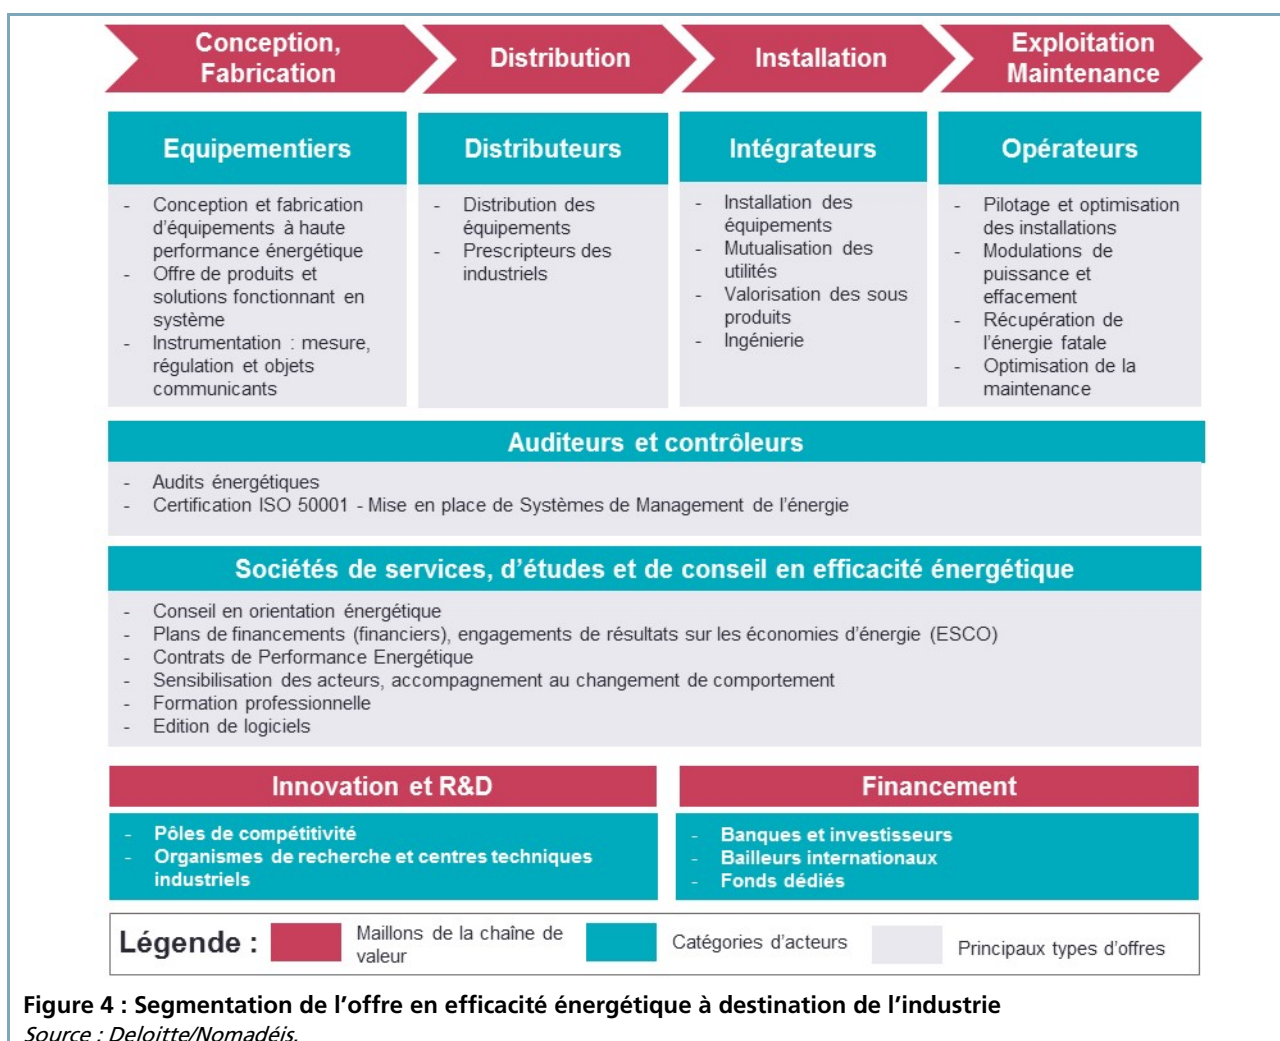 Conception,
Fabrication
Distribution
Installation
Exploitation
Maintenance
Equipementiers
- Conception et fabrication
d'équipements à haute
performance énergétique
- Offre de produits et
solutions fonctionnant en
système
- Instrumentation : mesure,
régulation et objets
communicants
Distributeurs
- Distribution des
équipements
- Prescripteurs des
industriels
Intégrateurs
- Installation des
équipements
- Mutualisation des
utilités
- Valorisation des sous
produits
- Ingénierie
Opérateurs
- Pilotage et optimisation
des installations
- Modulations de
puissance et
effacement
- Récupération de
l'énergie fatale
- Optimisation de la
maintenance
Auditeurs et contrôleurs
- Audits énergétiques
- Certification ISO 50001 - Mise en place de Systèmes de Management de l'énergie
Sociétés de services, d'études et de conseil en efficacité énergétique
- Conseil en orientation énergétique
- Plans de financements (financiers), engagements de résultats sur les économies d'énergie (ESCO)
- Contrats de Performance Energétique
- Sensibilisation des acteurs, accompagnement au changement de comportement
- Formation professionnelle
- Edition de logiciels
Innovation et R&D
- Pôles de compétitivité
- Organismes de recherche et centres techniques
industriels
Financement
- Banques et investisseurs
- Bailleurs internationaux
- Fonds dédiés
Légende :
Maillons de la chaîne de
valeur
Catégories d'acteurs
Principaux types d'offres
Figure 4 : Segmentation de l'offre en efficacité énergétique à destination de l'industrie
Source : Deloitte/Nomadéis.